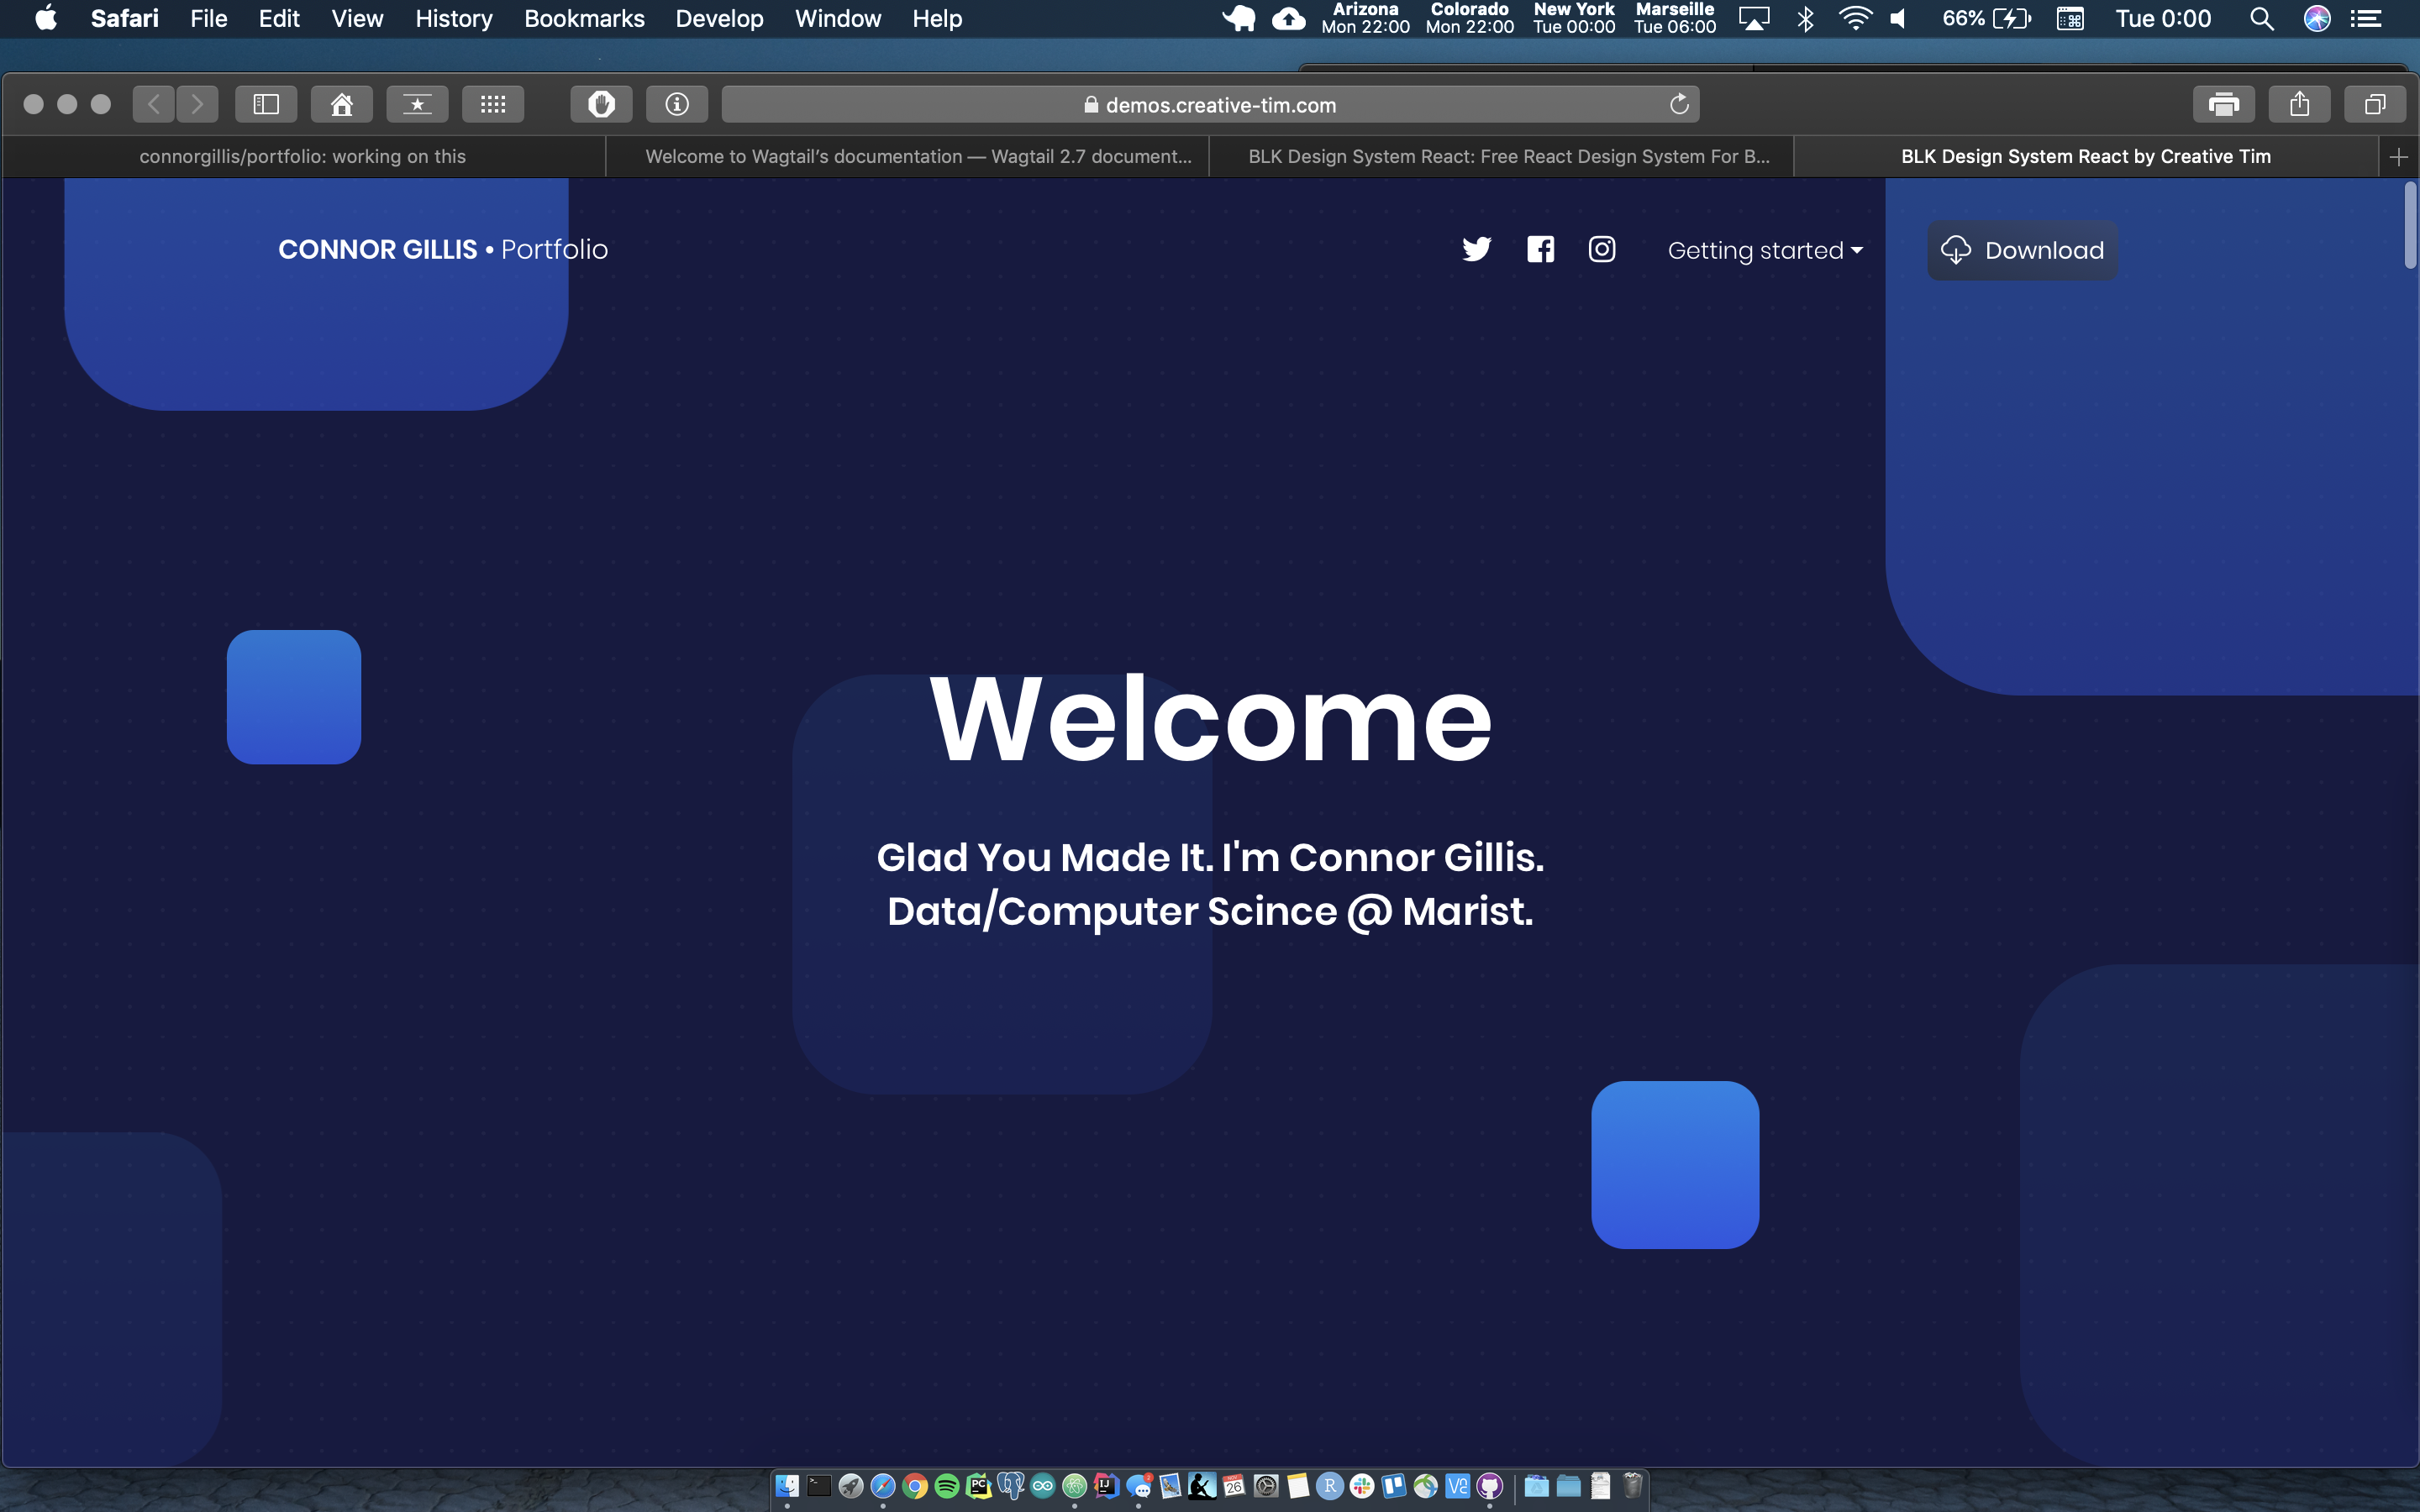 Safari File Edit View History Bookmarks Develop Window Help
Arizona Colorado New York Marseille
Mon 22:00 Mon 22:00 Tue 00:00 Tue 06:00
66% Tue 0:00
demos.creative-tim.com
connorgillis/portfolio: working on this
Welcome to Wagtail's documentation — Wagtail 2.7 document...
BLK Design System React: Free React Design System For B...
BLK Design System React by Creative Tim
CONNOR GILLIS • Portfolio
Getting started
Download
Welcome
Glad You Made It. I'm Connor Gillis.
Data/Computer Scince @ Marist.
PC
IJ
26
R